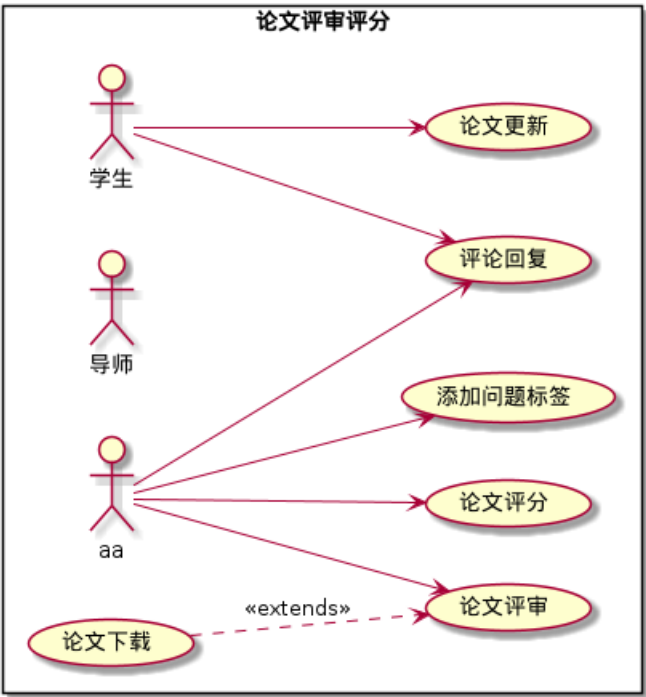 论文评审评分
学生
论文更新
评论回复
导师
添加问题标签
aa
论文评分
«extends»
论文评审
论文下载